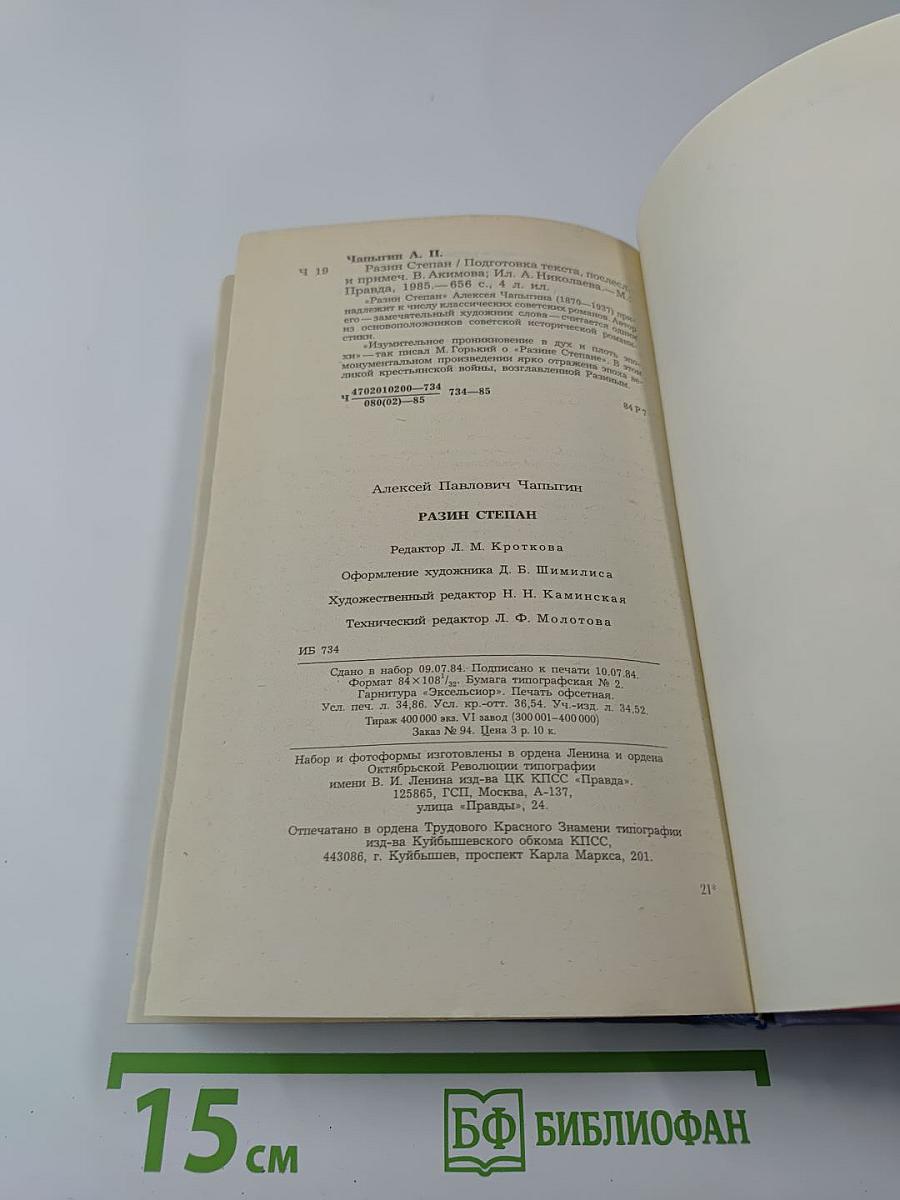 Чапыгин А. П.
Ч 19
Разин Степан / Подготовка текста, послесл.
и примеч. В. Акимова; Ил. А. Николаева.— М.:
Правда, 1985.— 656 с., 4 л. ил.
«Разин Степан» Алексея Чапыгина (1870—1937) при-
надлежит к числу классических советских романов. Автор
его — замечательный художник слова — считается одним
из основоположников советской исторической романи-
стики.
«Изумительное проникновение в дух и плоть эпо-
хи» — так писал М. Горький о «Разине Степане». В этом
монументальном произведении ярко отражена эпоха ве-
ликой крестьянской войны, возглавленной Разиным.
Ч 4702010200—734 734—85
080(02)—85
84 Р 7
Алексей Павлович Чапыгин
РАЗИН СТЕПАН
Редактор Л. М. Кроткова
Оформление художника Д. Б. Шимилиса
Художественный редактор Н. Н. Каминская
Технический редактор Л. Ф. Молотова
ИБ 734
Сдано в набор 09.07.84. Подписано к печати 10.07.84.
Формат 84×108¹/₃₂. Бумага типографская № 2.
Гарнитура «Эксельсиор». Печать офсетная.
Усл. печ. л. 34,86. Усл. кр.-отт. 36,54. Уч.-изд. л. 34,52.
Тираж 400 000 экз. VI завод (300 001—400 000)
Заказ № 94. Цена 3 р. 10 к.
Набор и фотоформы изготовлены в ордена Ленина и ордена
Октябрьской Революции типографии
имени В. И. Ленина изд-ва ЦК КПСС «Правда».
125865, ГСП, Москва, А-137,
улица «Правды», 24.
Отпечатано в ордена Трудового Красного Знамени типографии
изд-ва Куйбышевского обкома КПСС,
443086, г. Куйбышев, проспект Карла Маркса, 201.
21*
15 см
БФ БИБЛИОФАН